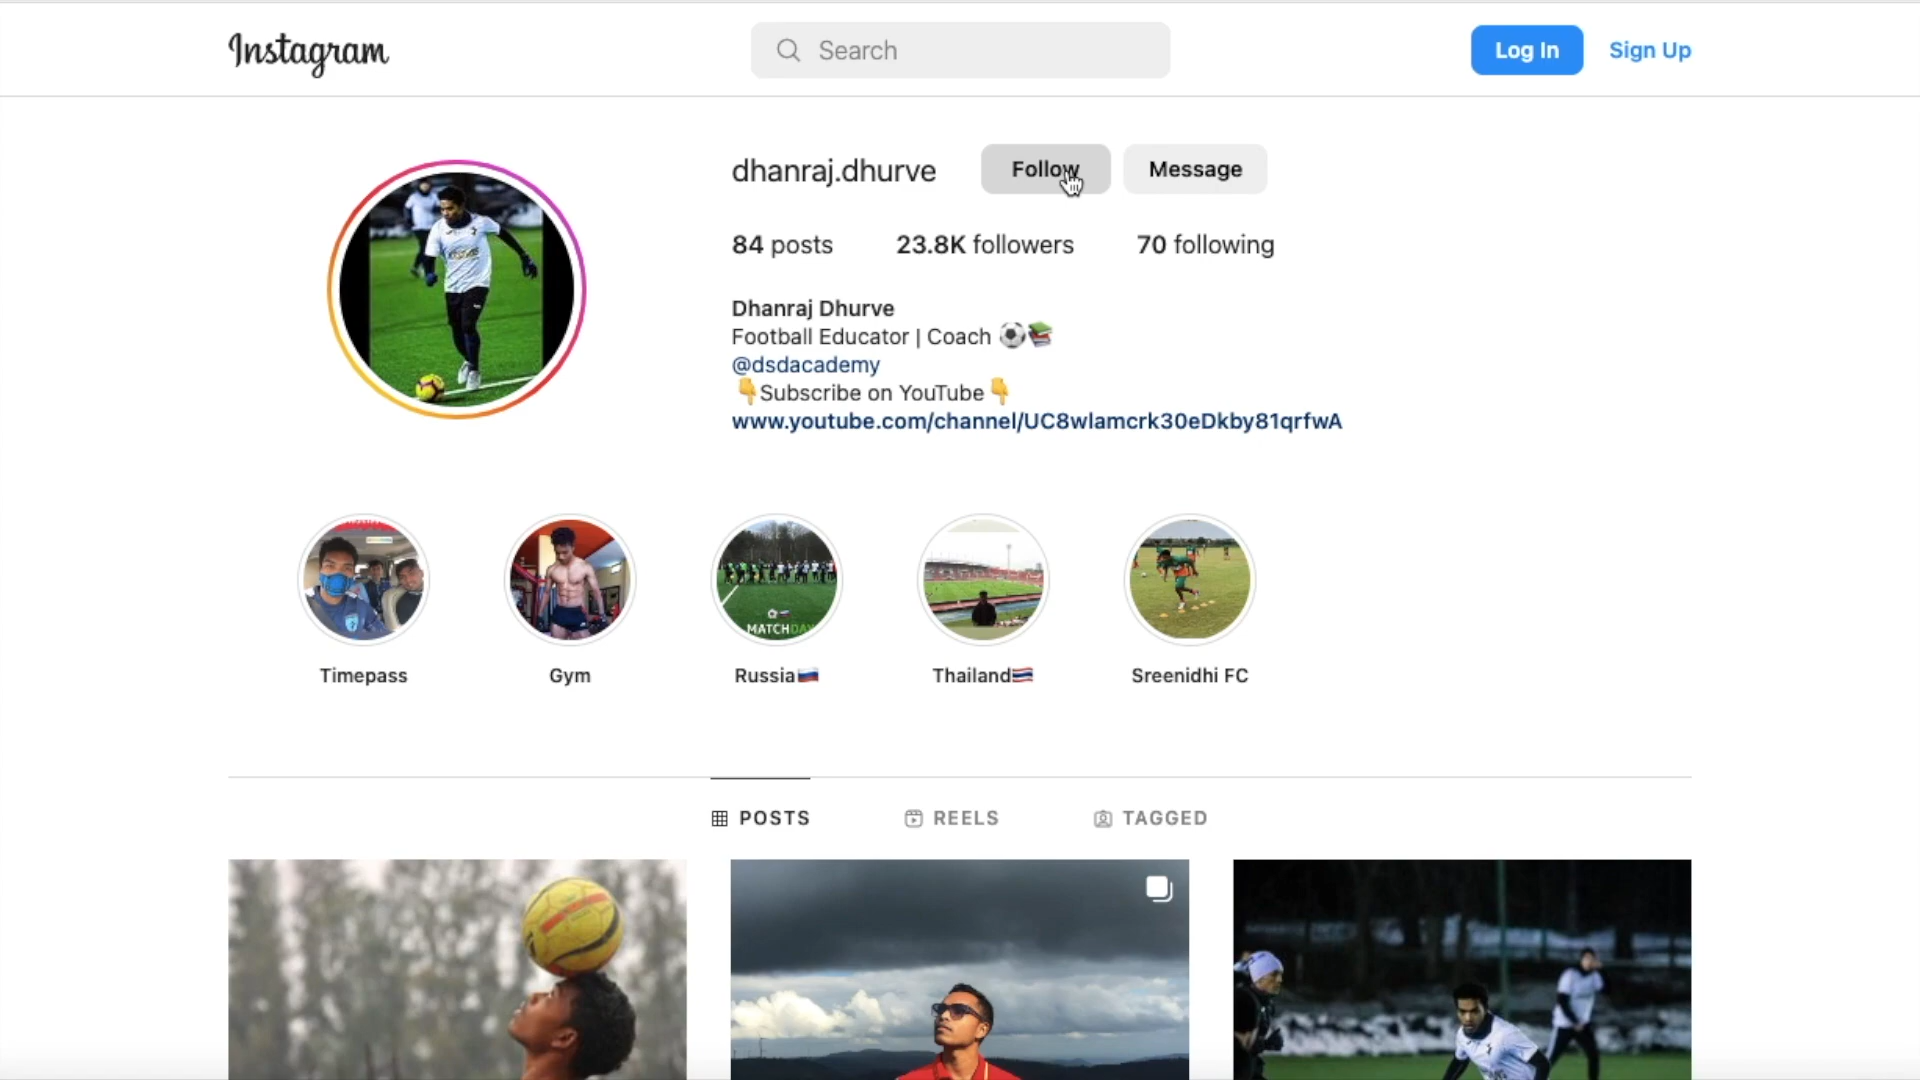 Instagram
Search
Log In
Sign Up
dhanraj.dhurve
Follow
Message
84 posts
23.8K followers
70 following
Dhanraj Dhurve
Football Educator | Coach ⚽📚
@dsdacademy
👇Subscribe on YouTube👇
www.youtube.com/channel/UC8wlamcrk30eDkby81qrfwA
MATCHDAY
Timepass
Gym
Russia🇷🇺
Thailand🇹🇭
Sreenidhi FC
POSTS
REELS
TAGGED